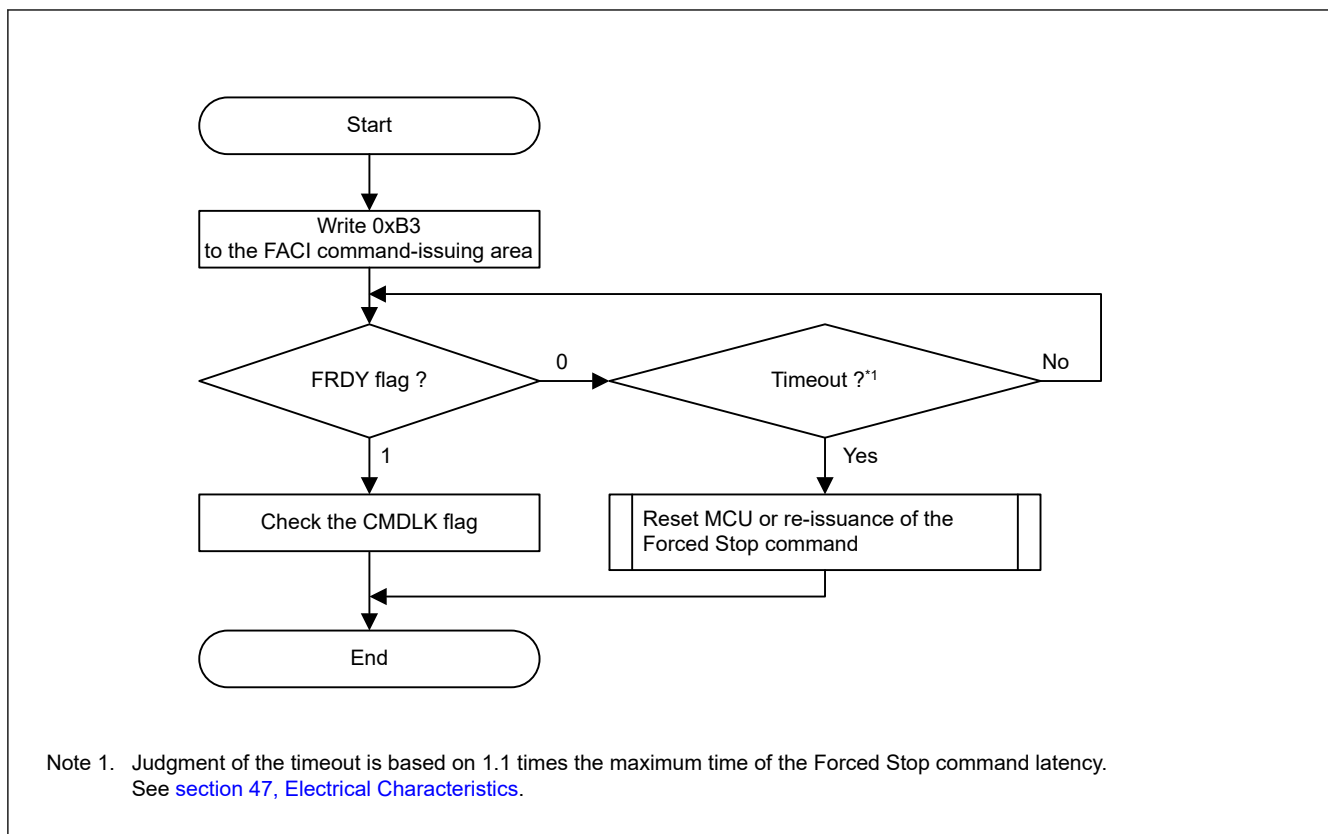 Start
Write 0xB3
to the FACI command-issuing area
FRDY flag ?
0
Timeout ?*1
No
1
Yes
Check the CMDLK flag
Reset MCU or re-issuance of the
Forced Stop command
End
Note 1. Judgment of the timeout is based on 1.1 times the maximum time of the Forced Stop command latency.
See section 47, Electrical Characteristics.